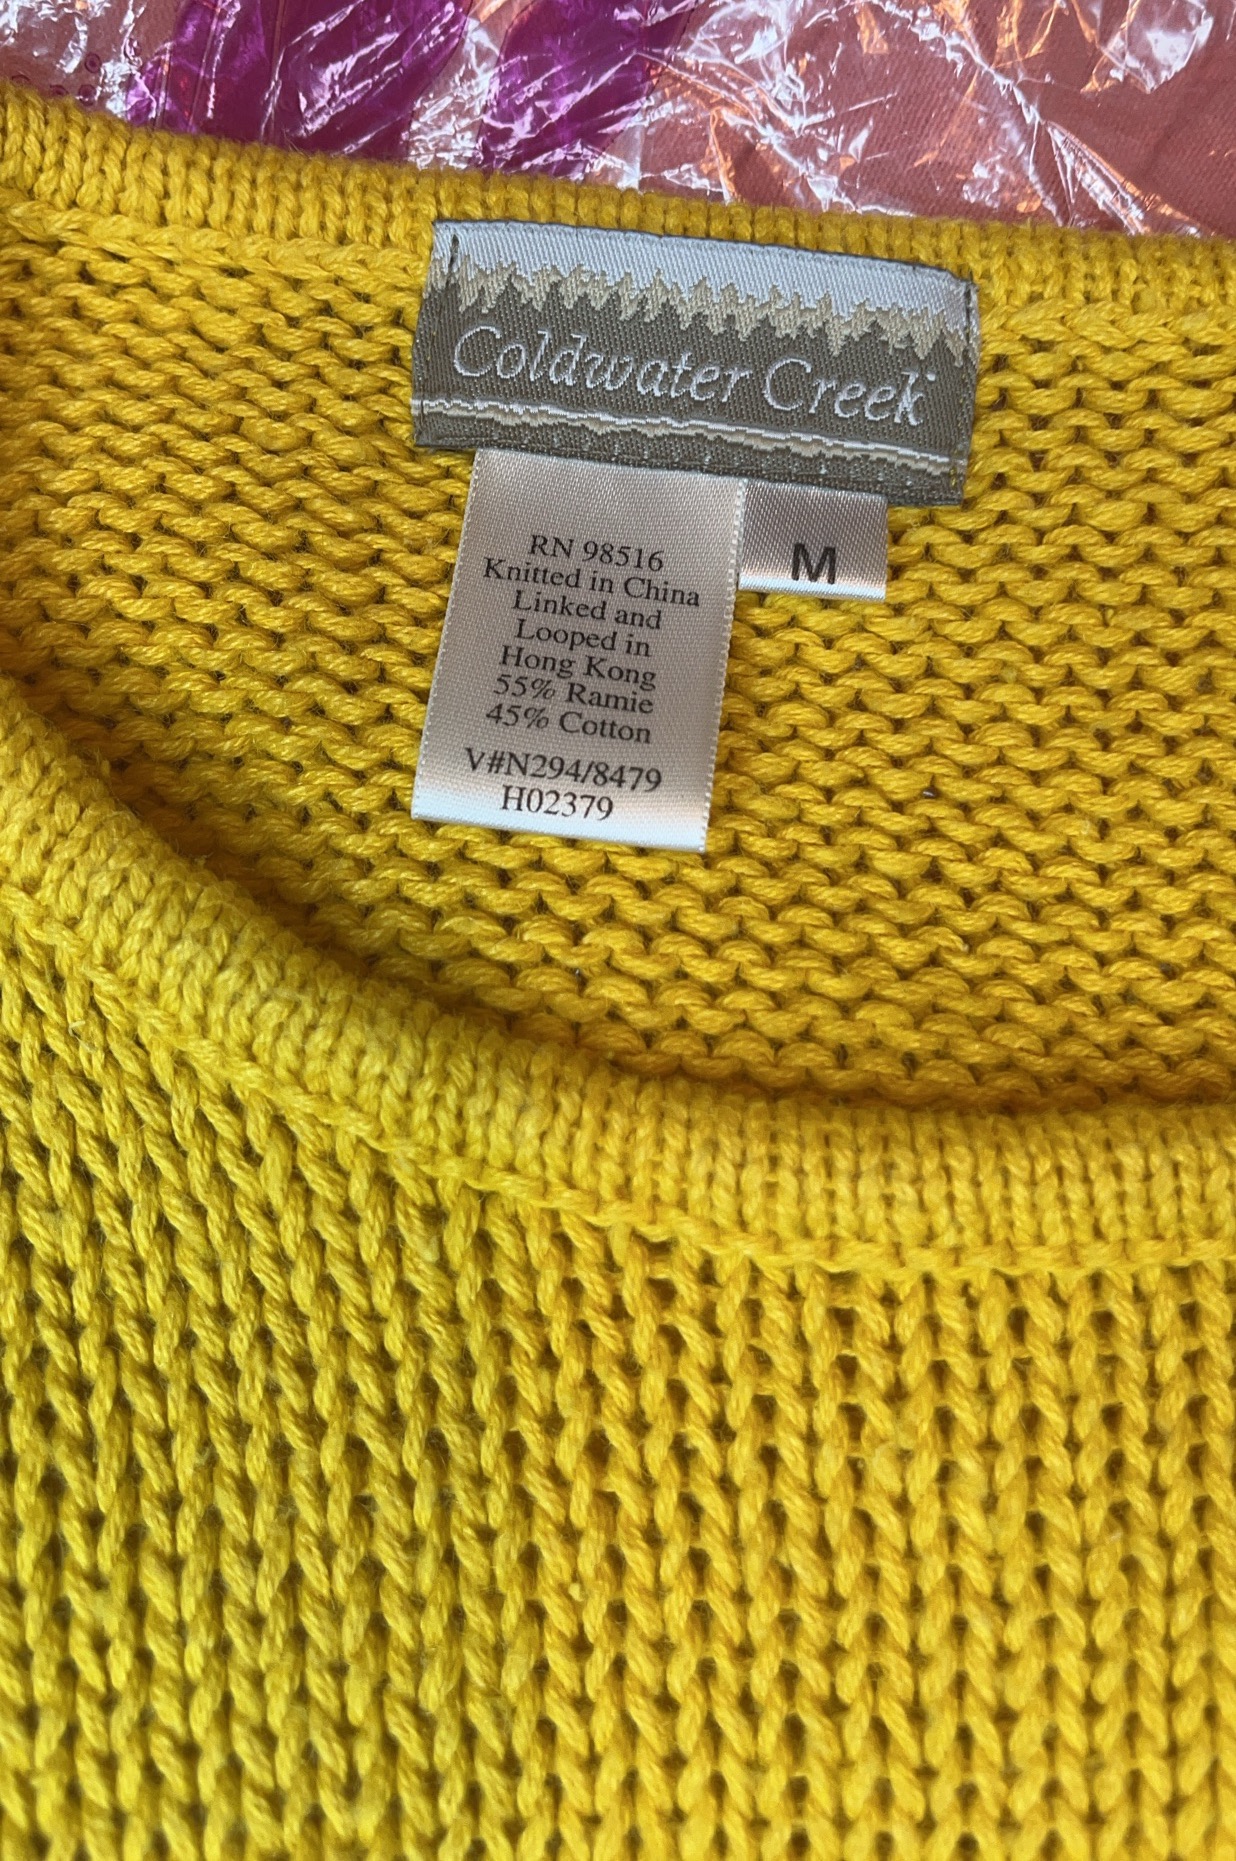 Coldwater Creek
M
RN 98516
Knitted in China
Linked and
Looped in
Hong Kong
55% Ramie
45% Cotton
V#N294/8479
H02379